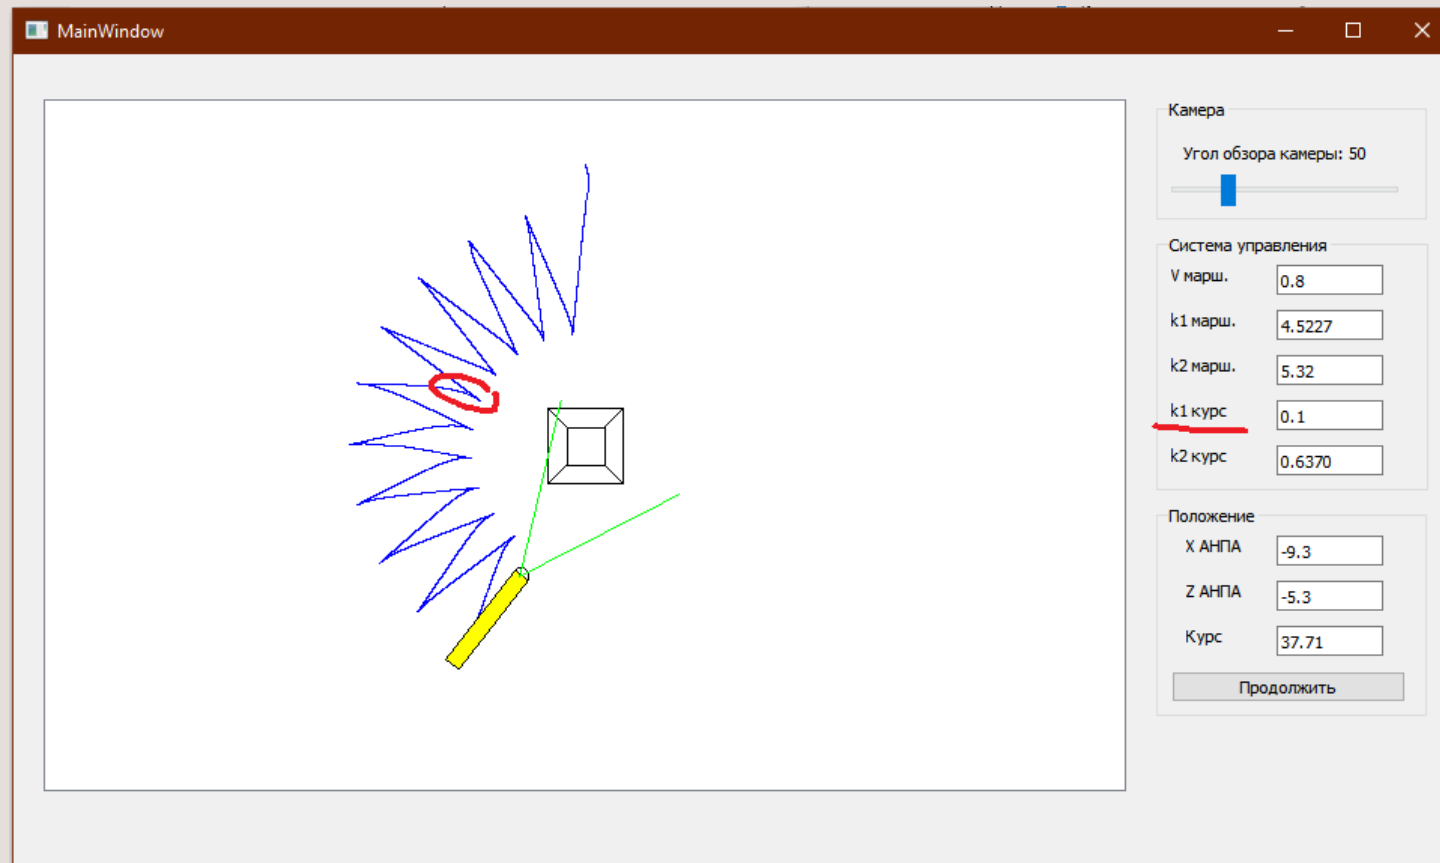 MainWindow
Камера
Угол обзора камеры: 50
Система управления
V марш.
0.8
k1 марш.
4.5227
k2 марш.
5.32
k1 курс
0.1
k2 курс
0.6370
Положение
X АНПА
-9.3
Z АНПА
-5.3
Курс
37.71
Продолжить